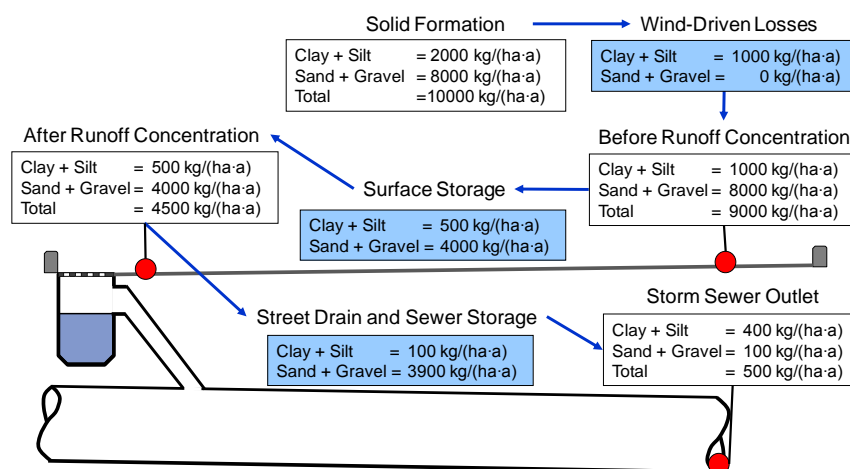 Solid Formation
Clay + Silt = 2000 kg/(ha·a)
Sand + Gravel = 8000 kg/(ha·a)
Total =10000 kg/(ha·a)
Wind-Driven Losses
Clay + Silt = 1000 kg/(ha·a)
Sand + Gravel = 0 kg/(ha·a)
Before Runoff Concentration
Clay + Silt = 1000 kg/(ha·a)
Sand + Gravel = 8000 kg/(ha·a)
Total = 9000 kg/(ha·a)
Surface Storage
Clay + Silt = 500 kg/(ha·a)
Sand + Gravel = 4000 kg/(ha·a)
After Runoff Concentration
Clay + Silt = 500 kg/(ha·a)
Sand + Gravel = 4000 kg/(ha·a)
Total = 4500 kg/(ha·a)
Street Drain and Sewer Storage
Clay + Silt = 100 kg/(ha·a)
Sand + Gravel = 3900 kg/(ha·a)
Storm Sewer Outlet
Clay + Silt = 400 kg/(ha·a)
Sand + Gravel = 100 kg/(ha·a)
Total = 500 kg/(ha·a)